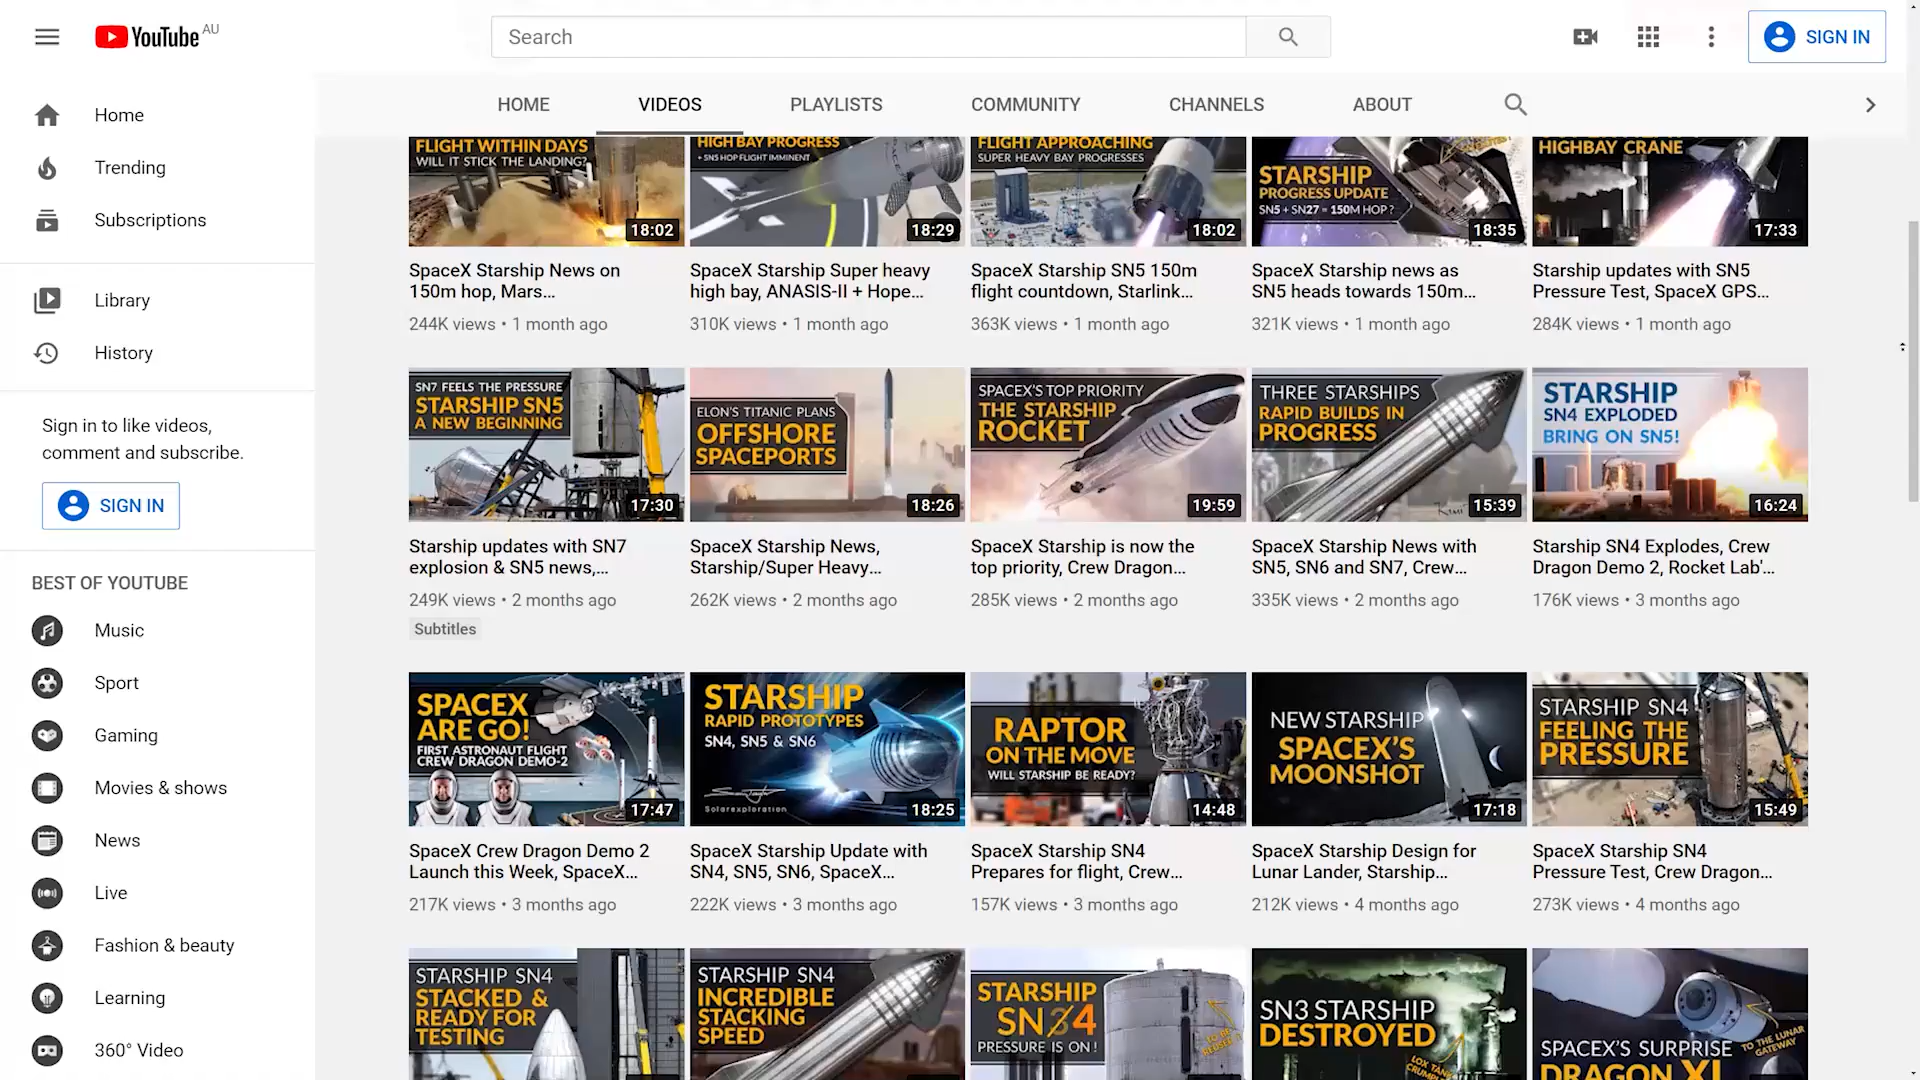 YouTube AU
Search
SIGN IN
HOME
VIDEOS
PLAYLISTS
COMMUNITY
CHANNELS
ABOUT
Home
Trending
Subscriptions
Library
History
Sign in to like videos,
comment and subscribe.
SIGN IN
BEST OF YOUTUBE
Music
Sport
Gaming
Movies & shows
News
Live
Fashion & beauty
Learning
360° Video
FLIGHT WITHIN DAYS
WILL IT STICK THE LANDING?
18:02
SpaceX Starship News on
150m hop, Mars...
244K views • 1 month ago
HIGH BAY PROGRESS
+ SN5 HOP FLIGHT IMMINENT
18:29
SpaceX Starship Super heavy
high bay, ANASIS-II + Hope...
310K views • 1 month ago
FLIGHT APPROACHING
SUPER HEAVY BAY PROGRESSES
18:02
SpaceX Starship SN5 150m
flight countdown, Starlink...
363K views • 1 month ago
STARSHIP
PROGRESS UPDATE
SN5 + SN27 = 150M HOP ?
18:35
SpaceX Starship news as
SN5 heads towards 150m...
321K views • 1 month ago
HIGHBAY CRANE
17:33
Starship updates with SN5
Pressure Test, SpaceX GPS...
284K views • 1 month ago
SN7 FEELS THE PRESSURE
STARSHIP SN5
A NEW BEGINNING
17:30
Starship updates with SN7
explosion & SN5 news,...
249K views • 2 months ago
Subtitles
ELON'S TITANIC PLANS
OFFSHORE
SPACEPORTS
18:26
SpaceX Starship News,
Starship/Super Heavy...
262K views • 2 months ago
SPACEX'S TOP PRIORITY
THE STARSHIP
ROCKET
19:59
SpaceX Starship is now the
top priority, Crew Dragon...
285K views • 2 months ago
THREE STARSHIPS
RAPID BUILDS IN
PROGRESS
15:39
SpaceX Starship News with
SN5, SN6 and SN7, Crew...
335K views • 2 months ago
STARSHIP
SN4 EXPLODED
BRING ON SN5!
16:24
Starship SN4 Explodes, Crew
Dragon Demo 2, Rocket Lab'...
176K views • 3 months ago
SPACEX
ARE GO!
FIRST ASTRONAUT FLIGHT
CREW DRAGON DEMO-2
17:47
SpaceX Crew Dragon Demo 2
Launch this Week, SpaceX...
217K views • 3 months ago
STARSHIP
RAPID PROTOTYPES
SN4, SN5 & SN6
Solarexploration
18:25
SpaceX Starship Update with
SN4, SN5, SN6, SpaceX...
222K views • 3 months ago
RAPTOR
ON THE MOVE
WILL STARSHIP BE READY?
14:48
SpaceX Starship SN4
Prepares for flight, Crew...
157K views • 3 months ago
NEW STARSHIP
SPACEX'S
MOONSHOT
17:18
SpaceX Starship Design for
Lunar Lander, Starship...
212K views • 4 months ago
STARSHIP SN4
FEELING THE
PRESSURE
15:49
SpaceX Starship SN4
Pressure Test, Crew Dragon...
273K views • 4 months ago
STARSHIP SN4
STACKED &
READY FOR
TESTING
STARSHIP SN4
INCREDIBLE
STACKING
SPEED
STARSHIP
SN34
PRESSURE IS ON !
SN3 STARSHIP
DESTROYED
LOX TANK
SPACEX'S SURPRISE
DRAGON XL
TO THE LUNAR
GATEWAY